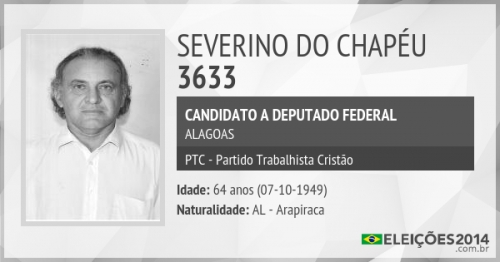 SEVERINO DO CHAPÉU
3633
CANDIDATO A DEPUTADO FEDERAL
ALAGOAS
PTC - Partido Trabalhista Cristão
Idade: 64 anos (07-10-1949)
Naturalidade: AL - Arapiraca
ELEIÇÕES2014
.com.br